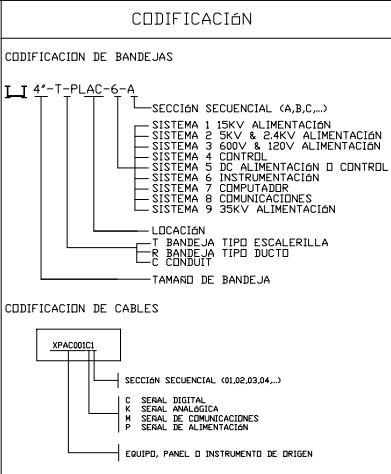 CODIFICACIóN
CODIFICACION DE BANDEJAS
4"-T-PLAC-6-A
SECCIóN SECUENCIAL (A,B,C,...)
SISTEMA 1 15KV ALIMENTACIóN
SISTEMA 2 5KV & 2.4KV ALIMENTACIóN
SISTEMA 3 600V & 120V ALIMENTACIóN
SISTEMA 4 CONTROL
SISTEMA 5 DC ALIMENTACIóN O CONTROL
SISTEMA 6 INSTRUMENTACIóN
SISTEMA 7 COMPUTADOR
SISTEMA 8 COMUNICACIONES
SISTEMA 9 35KV ALIMENTACIóN
LOCACIóN
T BANDEJA TIPO ESCALERILLA
R BANDEJA TIPO DUCTO
C CONDUIT
TAMAÑO DE BANDEJA
CODIFICACION DE CABLES
XPAC001C1
SECCIóN SECUENCIAL (01,02,03,04,...)
C SEÑAL DIGITAL
K SEÑAL ANALóGICA
M SEÑAL DE COMUNICACIONES
P SEÑAL DE ALIMENTACIóN
EQUIPO, PANEL O INSTRUMENTO DE ORIGEN